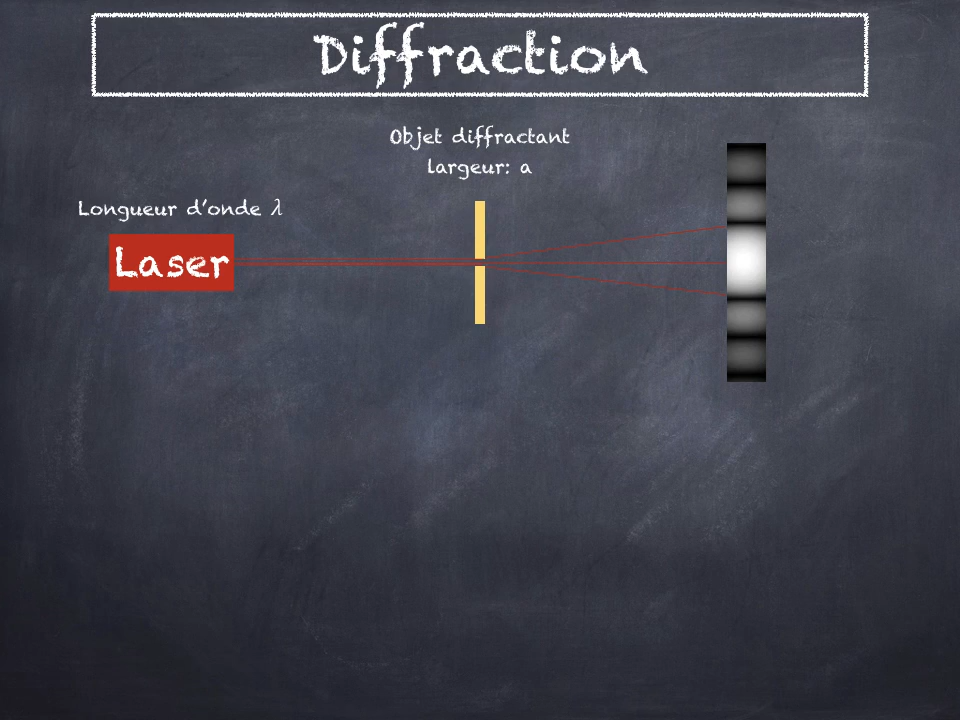 Diffraction
Objet diffractant
largeur: a
Longueur d’onde λ
Laser